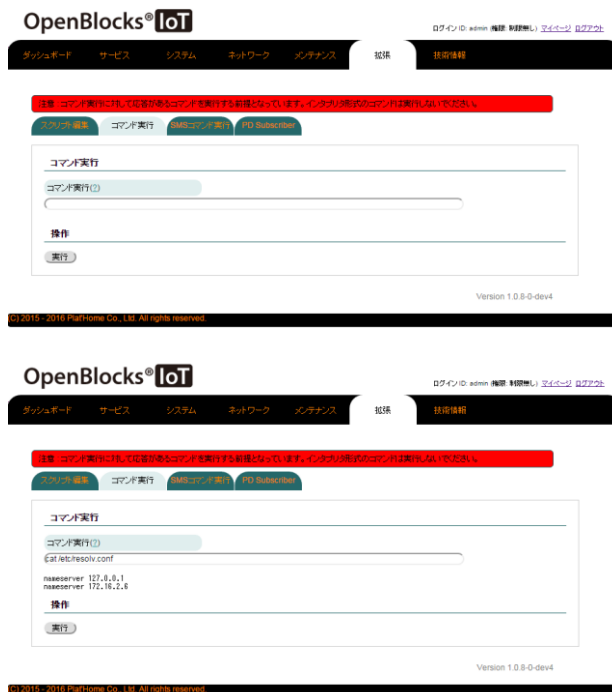 OpenBlocks® IoT
ログインID: admin (権限: 制限無し) マイページ ログアウト
ダッシュボード サービス システム ネットワーク メンテナンス 拡張 技術情報
注意：コマンド実行に対して応答があるコマンドを実行する前提となっています。インタプリタ形式のコマンドは実行しないでください。
スクリプト編集 コマンド実行 SMSコマンド実行 PD Subscriber
コマンド実行
コマンド実行(?)
操作
実行
Version 1.0.8-0-dev4
(C) 2015 - 2016 Plat'Home Co., Ltd. All rights reserved.
OpenBlocks® IoT
ログインID: admin (権限: 制限無し) マイページ ログアウト
ダッシュボード サービス システム ネットワーク メンテナンス 拡張 技術情報
注意：コマンド実行に対して応答があるコマンドを実行する前提となっています。インタプリタ形式のコマンドは実行しないでください。
スクリプト編集 コマンド実行 SMSコマンド実行 PD Subscriber
コマンド実行
コマンド実行(?)
cat /etc/resolv.conf
nameserver 127.0.0.1
nameserver 172.16.2.6
操作
実行
Version 1.0.8-0-dev4
(C) 2015 - 2016 Plat'Home Co., Ltd. All rights reserved.